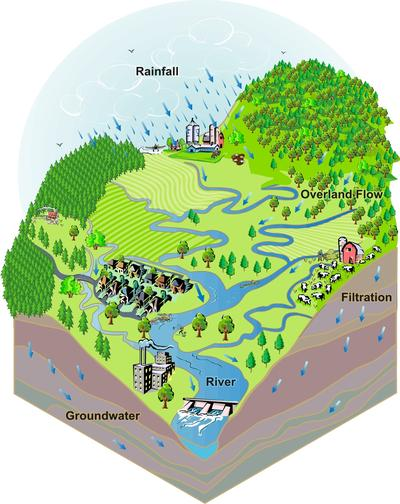 Rainfall
Overland Flow
Filtration
River
Groundwater